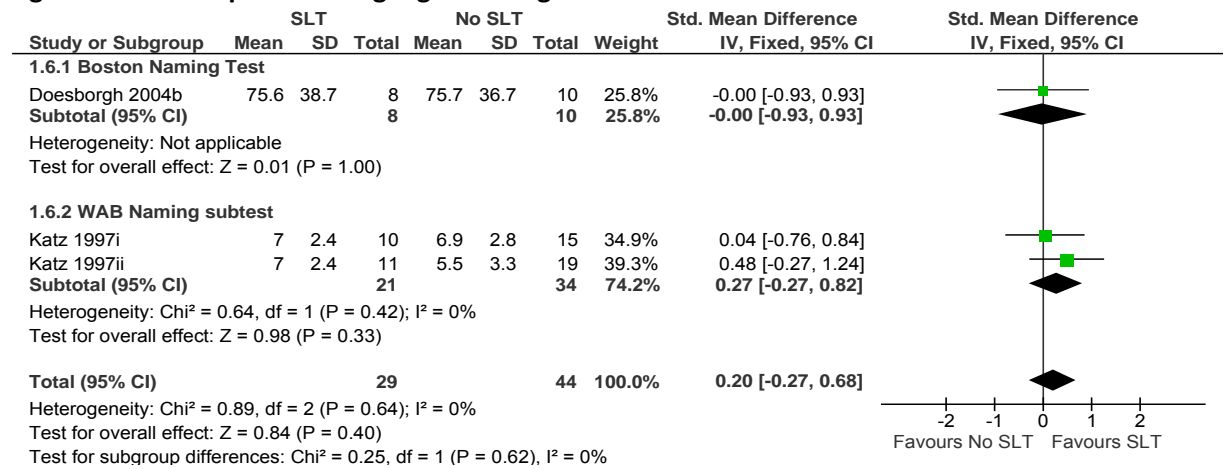 SLT No SLT Std. Mean Difference Std. Mean Difference
Study or Subgroup Mean SD Total Mean SD Total Weight IV, Fixed, 95% CI IV, Fixed, 95% CI
1.6.1 Boston Naming Test
Doesborgh 2004b 75.6 38.7 8 75.7 36.7 10 25.8% -0.00 [-0.93, 0.93]
Subtotal (95% CI) 8 10 25.8% -0.00 [-0.93, 0.93]
Heterogeneity: Not applicable
Test for overall effect: Z = 0.01 (P = 1.00)
1.6.2 WAB Naming subtest
Katz 1997i 7 2.4 10 6.9 2.8 15 34.9% 0.04 [-0.76, 0.84]
Katz 1997ii 7 2.4 11 5.5 3.3 19 39.3% 0.48 [-0.27, 1.24]
Subtotal (95% CI) 21 34 74.2% 0.27 [-0.27, 0.82]
Heterogeneity: Chi² = 0.64, df = 1 (P = 0.42); I² = 0%
Test for overall effect: Z = 0.98 (P = 0.33)
Total (95% CI) 29 44 100.0% 0.20 [-0.27, 0.68]
Heterogeneity: Chi² = 0.89, df = 2 (P = 0.64); I² = 0%
Test for overall effect: Z = 0.84 (P = 0.40)
Test for subgroup differences: Chi² = 0.25, df = 1 (P = 0.62), I² = 0%
-2 -1 0 1 2
Favours No SLT Favours SLT